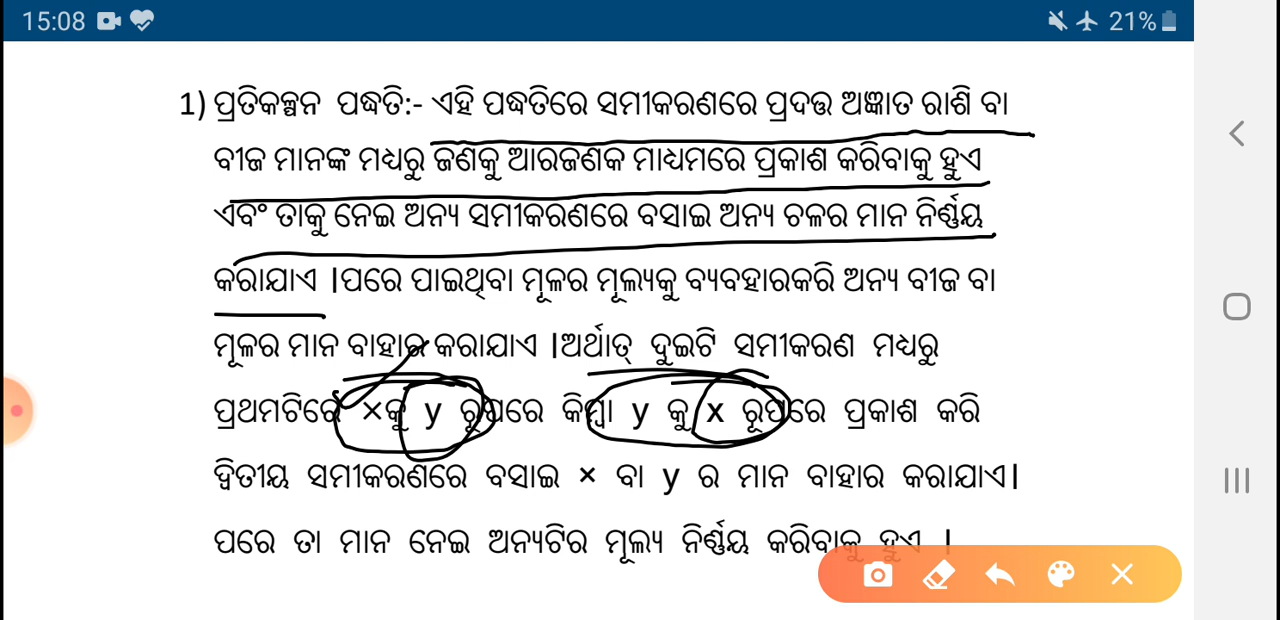 15:08
21%
1) ପ୍ରତିକଳ୍ପନ ପଦ୍ଧତି:- ଏହି ପଦ୍ଧତିରେ ସମୀକରଣରେ ପ୍ରଦତ୍ତ ଅଜ୍ଞାତ ରାଶି ବା
ବୀଜ ମାନଙ୍କ ମଧ୍ୟରୁ ଜଣକୁ ଆରଜଣକ ମାଧ୍ୟମରେ ପ୍ରକାଶ କରିବାକୁ ହୁଏ
ଏବଂ ତାକୁ ନେଇ ଅନ୍ୟ ସମୀକରଣରେ ବସାଇ ଅନ୍ୟ ଚଳର ମାନ ନିର୍ଣ୍ଣୟ
କରାଯାଏ ।ପରେ ପାଇଥିବା ମୂଳର ମୂଲ୍ୟକୁ ବ୍ୟବହାରକରି ଅନ୍ୟ ବୀଜ ବା
ମୂଳର ମାନ ବାହାର କରାଯାଏ ।ଅର୍ଥାତ୍ ଦୁଇଟି ସମୀକରଣ ମଧ୍ୟରୁ
ପ୍ରଥମଟିରେ ×କୁ y ରୂପରେ କିମ୍ବା y କୁ x ରୂପରେ ପ୍ରକାଶ କରି
ଦ୍ୱିତୀୟ ସମୀକରଣରେ ବସାଇ × ବା y ର ମାନ ବାହାର କରାଯାଏ।
ପରେ ତା ମାନ ନେଇ ଅନ୍ୟଟିର ମୂଲ୍ୟ ନିର୍ଣ୍ଣୟ କରିବାକୁ ହୁଏ ।